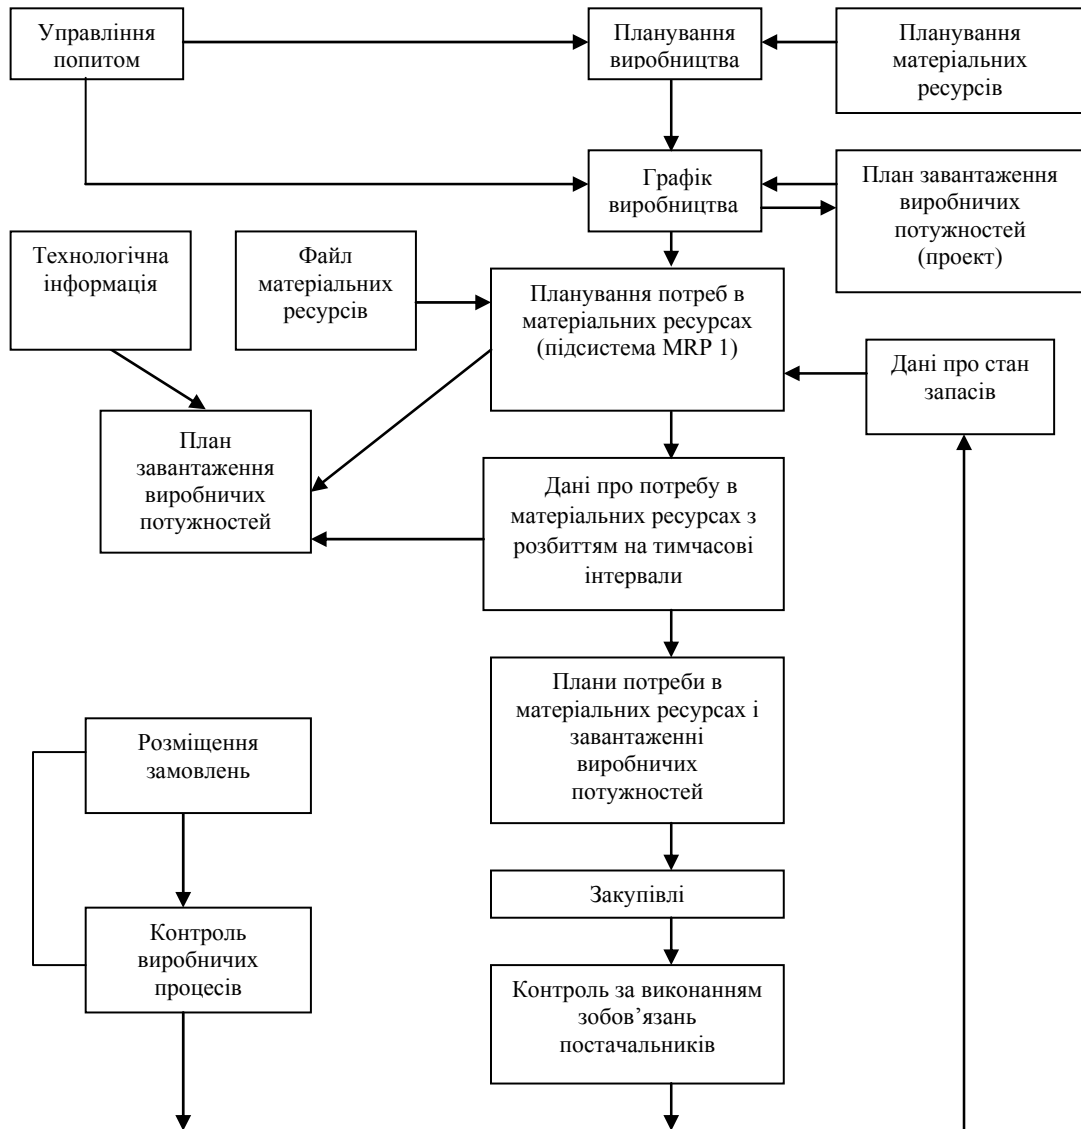 Управління
попитом
Планування
виробництва
Планування
матеріальних
ресурсів
Графік
виробництва
План завантаження
виробничих
потужностей
(проект)
Технологічна
інформація
Файл
матеріальних
ресурсів
Планування потреб в
матеріальних ресурсах
(підсистема MRP 1)
Дані про стан
запасів
План
завантаження
виробничих
потужностей
Дані про потребу в
матеріальних ресурсах з
розбиттям на тимчасові
інтервали
Плани потреби в
матеріальних ресурсах і
завантаженні
виробничих
потужностей
Розміщення
замовлень
Закупівлі
Контроль
виробничих
процесів
Контроль за виконанням
зобов’язань
постачальників